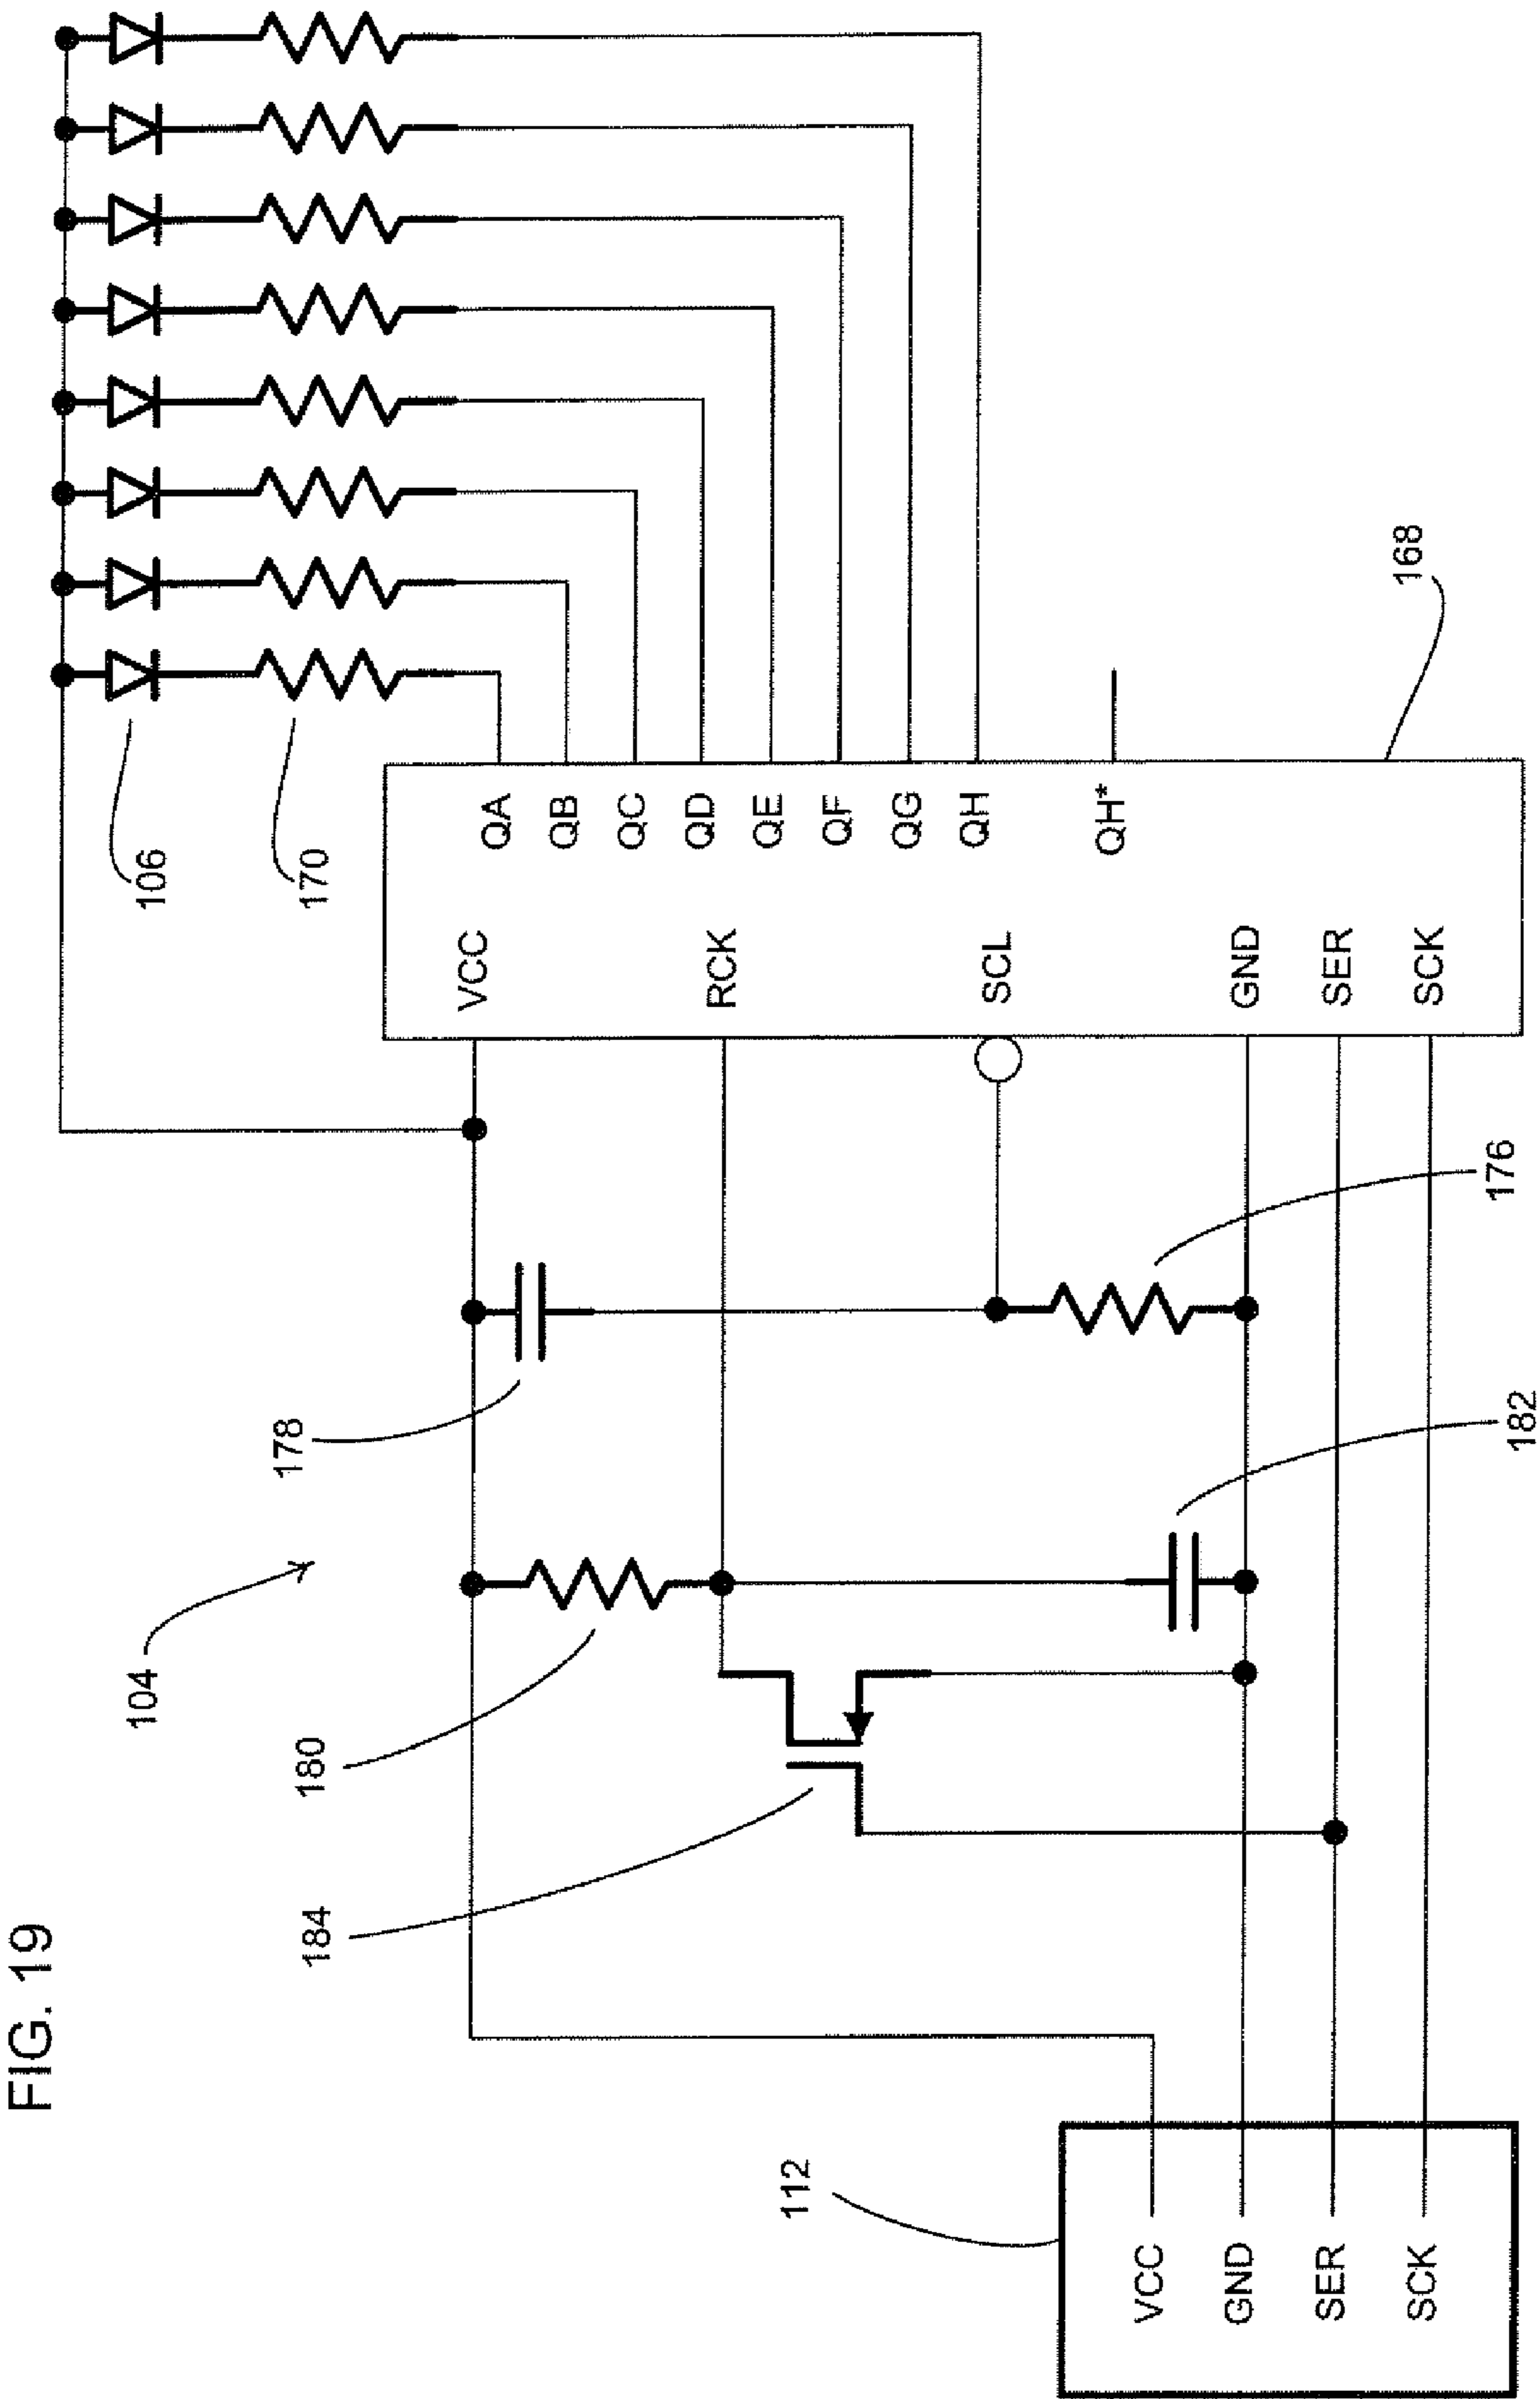 FIG. 19
104
106
170
178
180
184
112
VCC
GND
SER
SCK
VCC
RCK
SCL
GND
SER
SCK
QA
QB
QC
QD
QE
QF
QG
QH
QH*
168
176
182